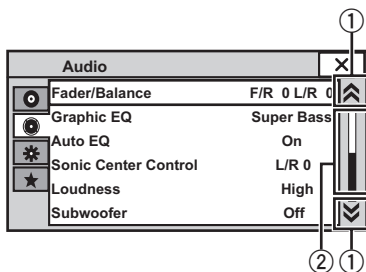 ①
Audio
Fader/Balance F/R 0 L/R 0
Graphic EQ Super Bass
Auto EQ On
Sonic Center Control L/R 0
Loudness High
Subwoofer Off
② ①